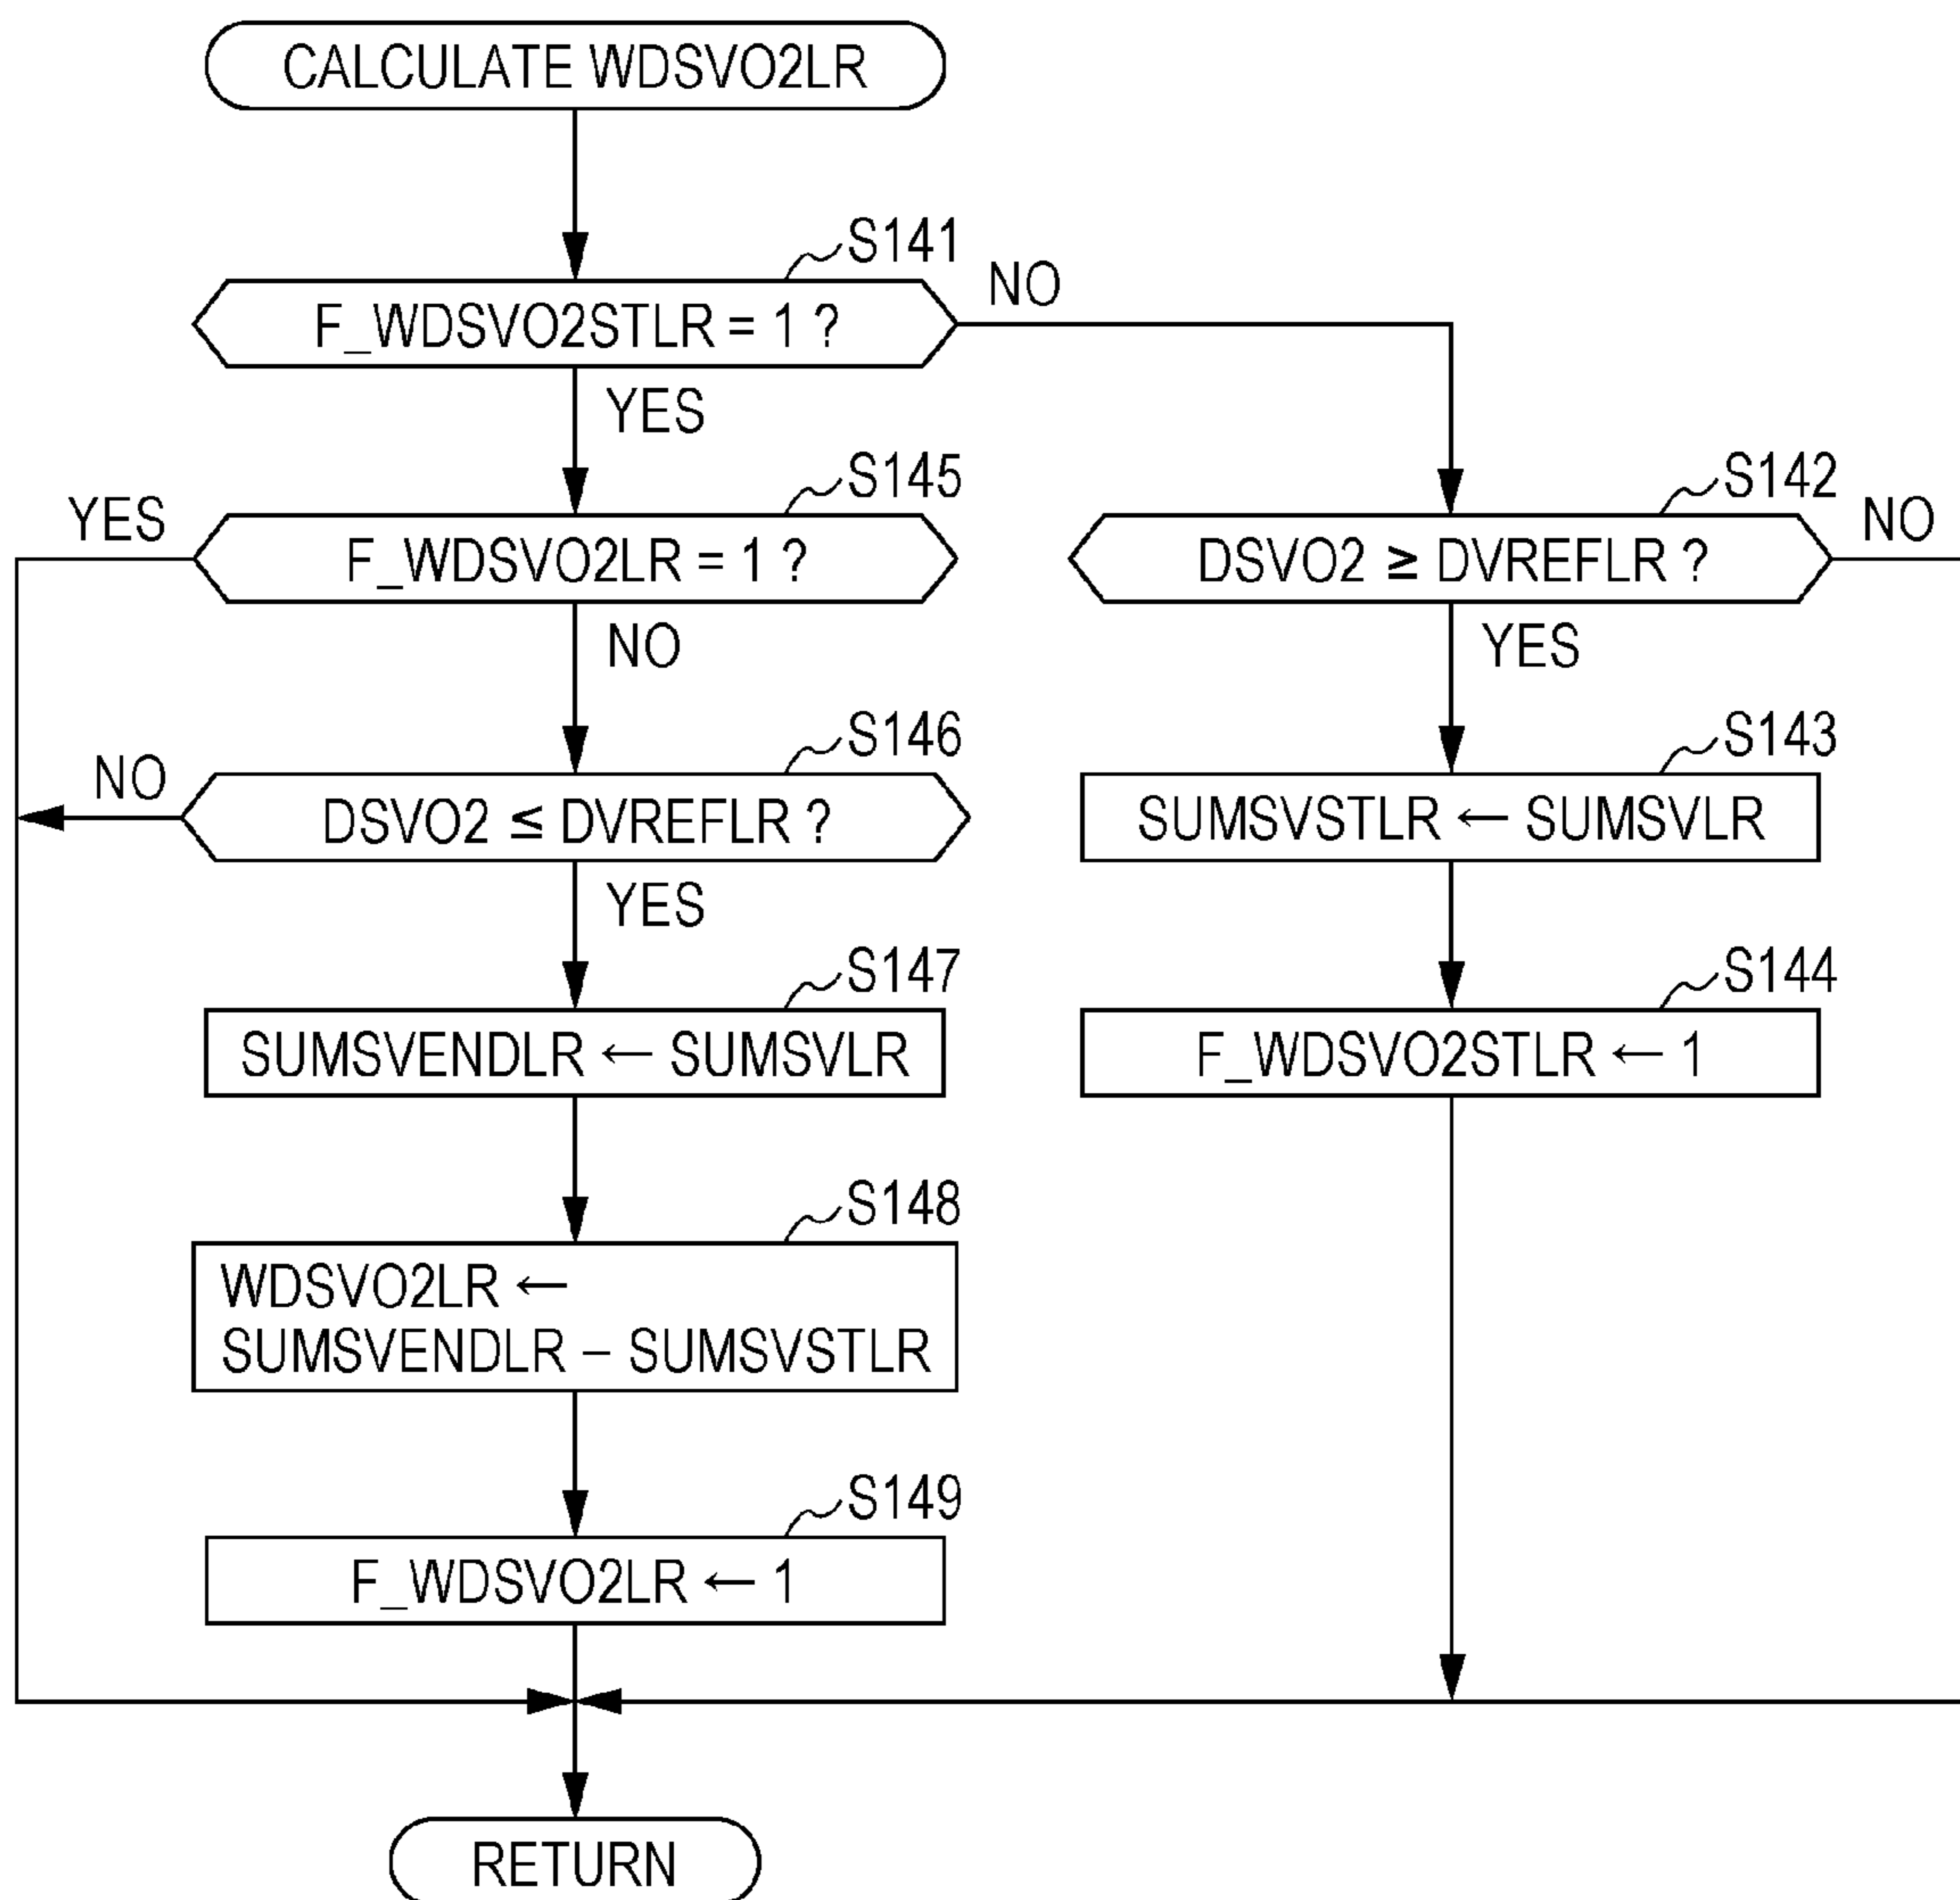 CALCULATE WDSVO2LR
S141
F_WDSVO2STLR = 1 ?
NO
YES
S145
F_WDSVO2LR = 1 ?
YES
NO
S142
DSVO2 ≥ DVREFLR ?
NO
YES
S146
DSVO2 ≤ DVREFLR ?
NO
YES
S143
SUMSVSTLR ← SUMSVLR
S147
SUMSVENDLR ← SUMSVLR
S144
F_WDSVO2STLR ← 1
S148
WDSVO2LR ←
SUMSVENDLR – SUMSVSTLR
S149
F_WDSVO2LR ← 1
RETURN